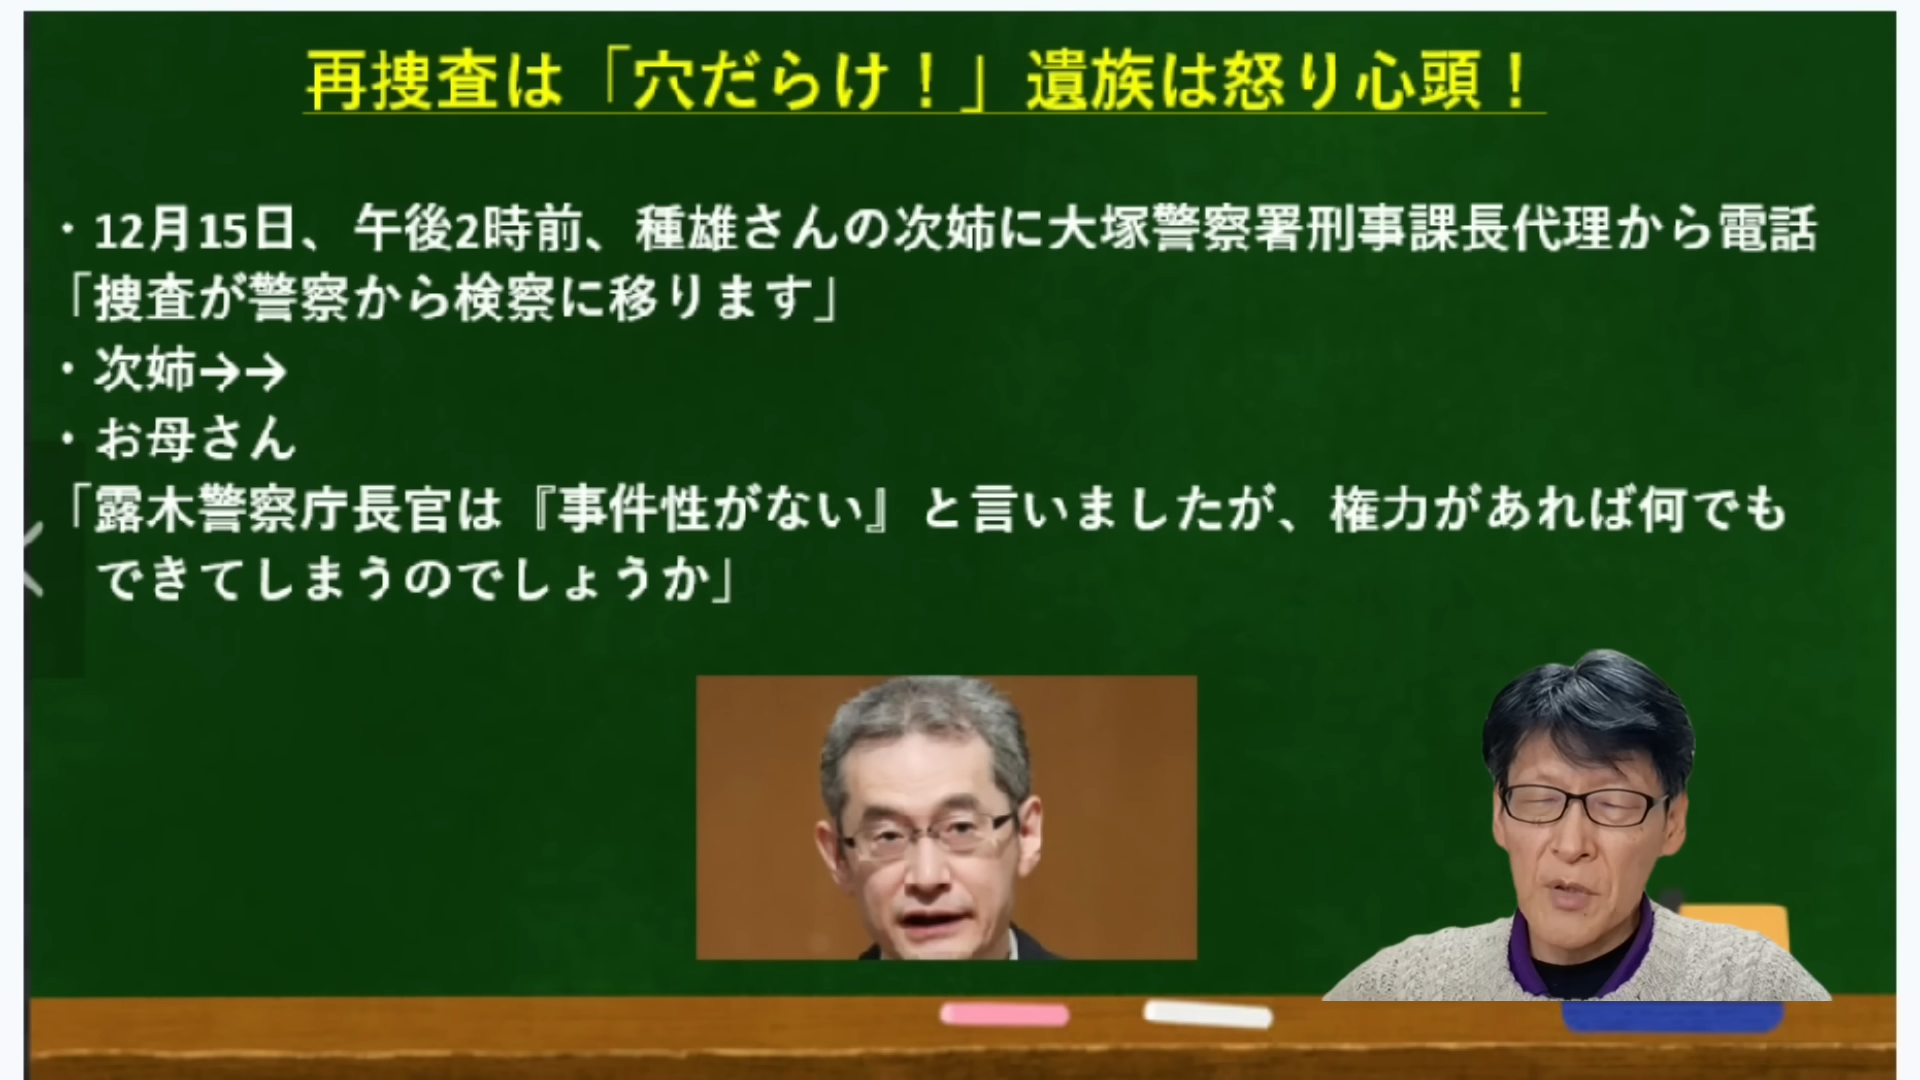 再捜査は「穴だらけ！」遺族は怒り心頭！
・12月15日、午後2時前、種雄さんの次姉に大塚警察署刑事課長代理から電話
「捜査が警察から検察に移ります」
・次姉→→
・お母さん
「露木警察庁長官は『事件性がない』と言いましたが、権力があれば何でも
できてしまうのでしょうか」